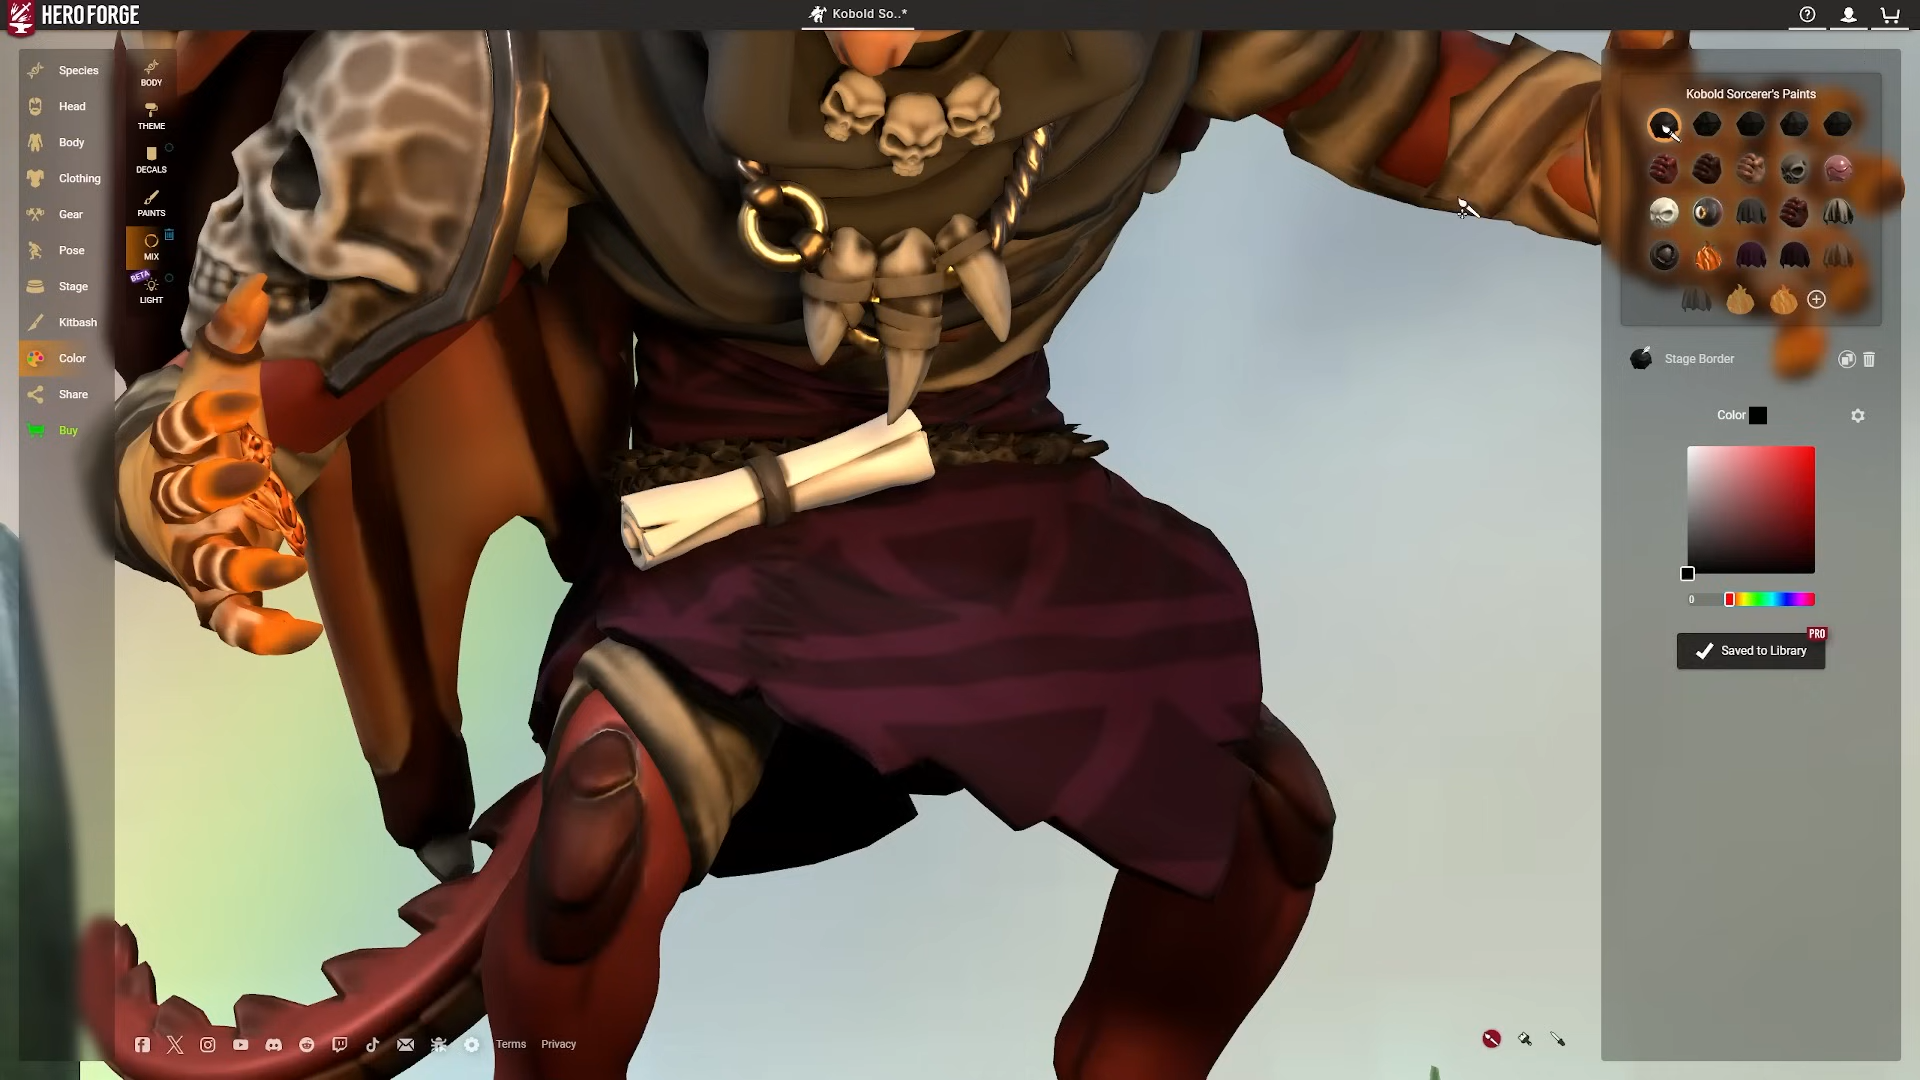 HERO FORGE
Kobold So..*
Species
Head
Body
Clothing
Gear
Pose
Stage
Kitbash
Color
Share
Buy
BODY
THEME
DECALS
PAINTS
MIX
BETA
LIGHT
Kobold Sorcerer's Paints
Stage Border
Color
0
PRO
Saved to Library
Terms
Privacy